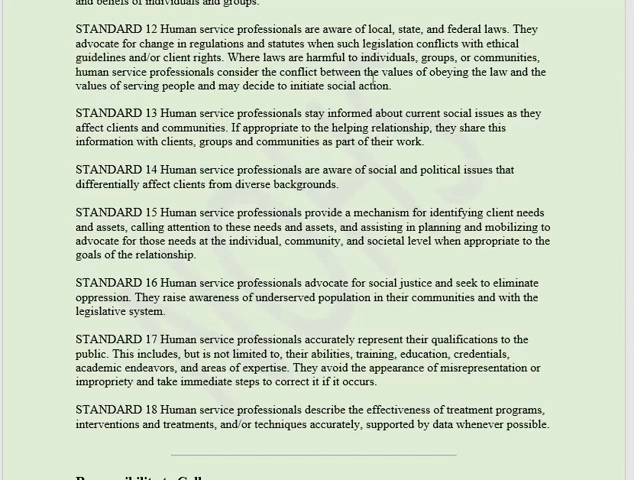 and beliefs of individuals and groups.
STANDARD 12 Human service professionals are aware of local, state, and federal laws. They
advocate for change in regulations and statutes when such legislation conflicts with ethical
guidelines and/or client rights. Where laws are harmful to individuals, groups, or communities,
human service professionals consider the conflict between the values of obeying the law and the
values of serving people and may decide to initiate social action.
STANDARD 13 Human service professionals stay informed about current social issues as they
affect clients and communities. If appropriate to the helping relationship, they share this
information with clients, groups and communities as part of their work.
STANDARD 14 Human service professionals are aware of social and political issues that
differentially affect clients from diverse backgrounds.
STANDARD 15 Human service professionals provide a mechanism for identifying client needs
and assets, calling attention to these needs and assets, and assisting in planning and mobilizing to
advocate for those needs at the individual, community, and societal level when appropriate to the
goals of the relationship.
STANDARD 16 Human service professionals advocate for social justice and seek to eliminate
oppression. They raise awareness of underserved population in their communities and with the
legislative system.
STANDARD 17 Human service professionals accurately represent their qualifications to the
public. This includes, but is not limited to, their abilities, training, education, credentials,
academic endeavors, and areas of expertise. They avoid the appearance of misrepresentation or
impropriety and take immediate steps to correct it if it occurs.
STANDARD 18 Human service professionals describe the effectiveness of treatment programs,
interventions and treatments, and/or techniques accurately, supported by data whenever possible.